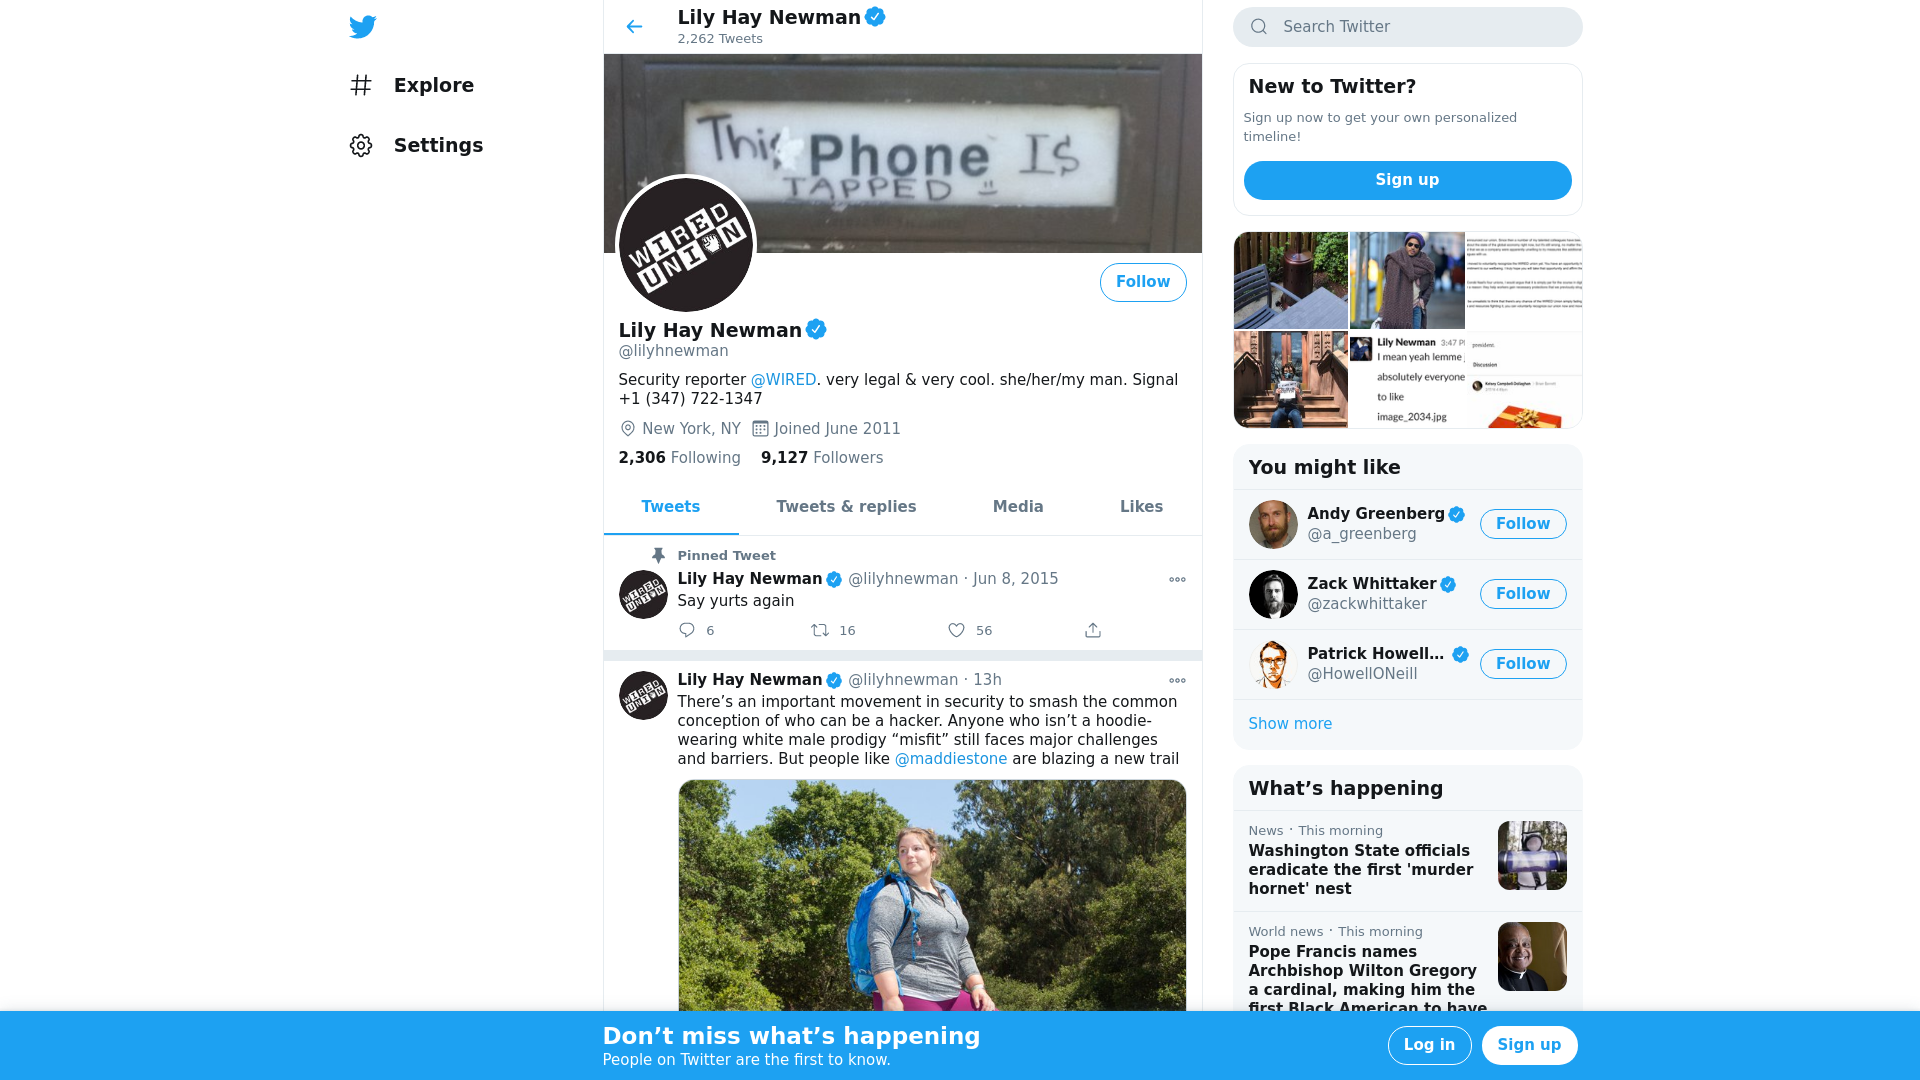 Explore
Settings
Lily Hay Newman
2,262 Tweets
This Phone Is
TAPPED
WIRED
UNION
Follow
Lily Hay Newman
@lilyhnewman
Security reporter @WIRED. very legal & very cool. she/her/my man. Signal
+1 (347) 722-1347
New York, NY Joined June 2011
2,306 Following 9,127 Followers
Tweets Tweets & replies Media Likes
Pinned Tweet
Lily Hay Newman @lilyhnewman · Jun 8, 2015
Say yurts again
6 16 56
Lily Hay Newman @lilyhnewman · 13h
There’s an important movement in security to smash the common
conception of who can be a hacker. Anyone who isn’t a hoodie-
wearing white male prodigy “misfit” still faces major challenges
and barriers. But people like @maddiestone are blazing a new trail
Search Twitter
New to Twitter?
Sign up now to get your own personalized
timeline!
Sign up
Lily Newman 3:47
I mean yeah lemme
absolutely everyone
to like
image_2034.jpg
president.
Discussion
You might like
Andy Greenberg
@a_greenberg
Follow
Zack Whittaker
@zackwhittaker
Follow
Patrick Howell...
@HowellONeill
Follow
Show more
What’s happening
News · This morning
Washington State officials
eradicate the first 'murder
hornet' nest
World news · This morning
Pope Francis names
Archbishop Wilton Gregory
a cardinal, making him the
first Black American to have
Don’t miss what’s happening
People on Twitter are the first to know.
Log in
Sign up